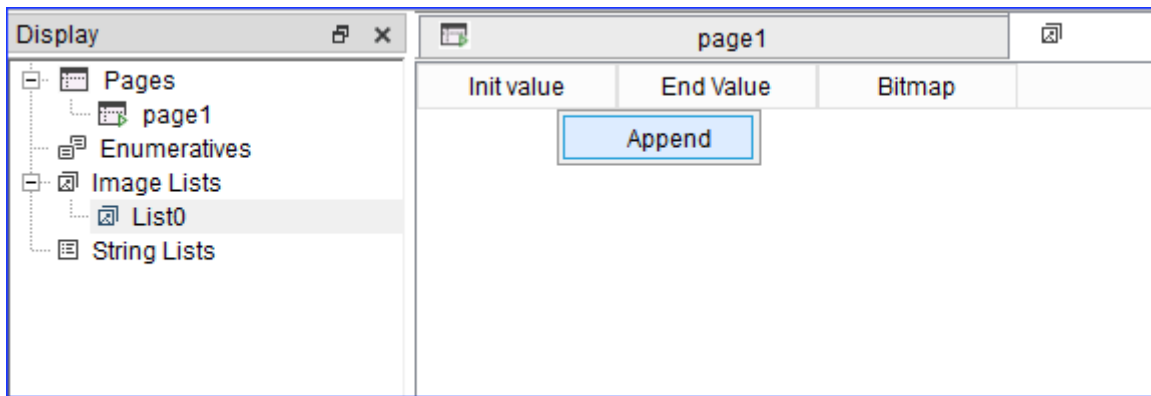 Display
Pages
page1
Enumeratives
Image Lists
List0
String Lists
page1
Init value End Value Bitmap
Append